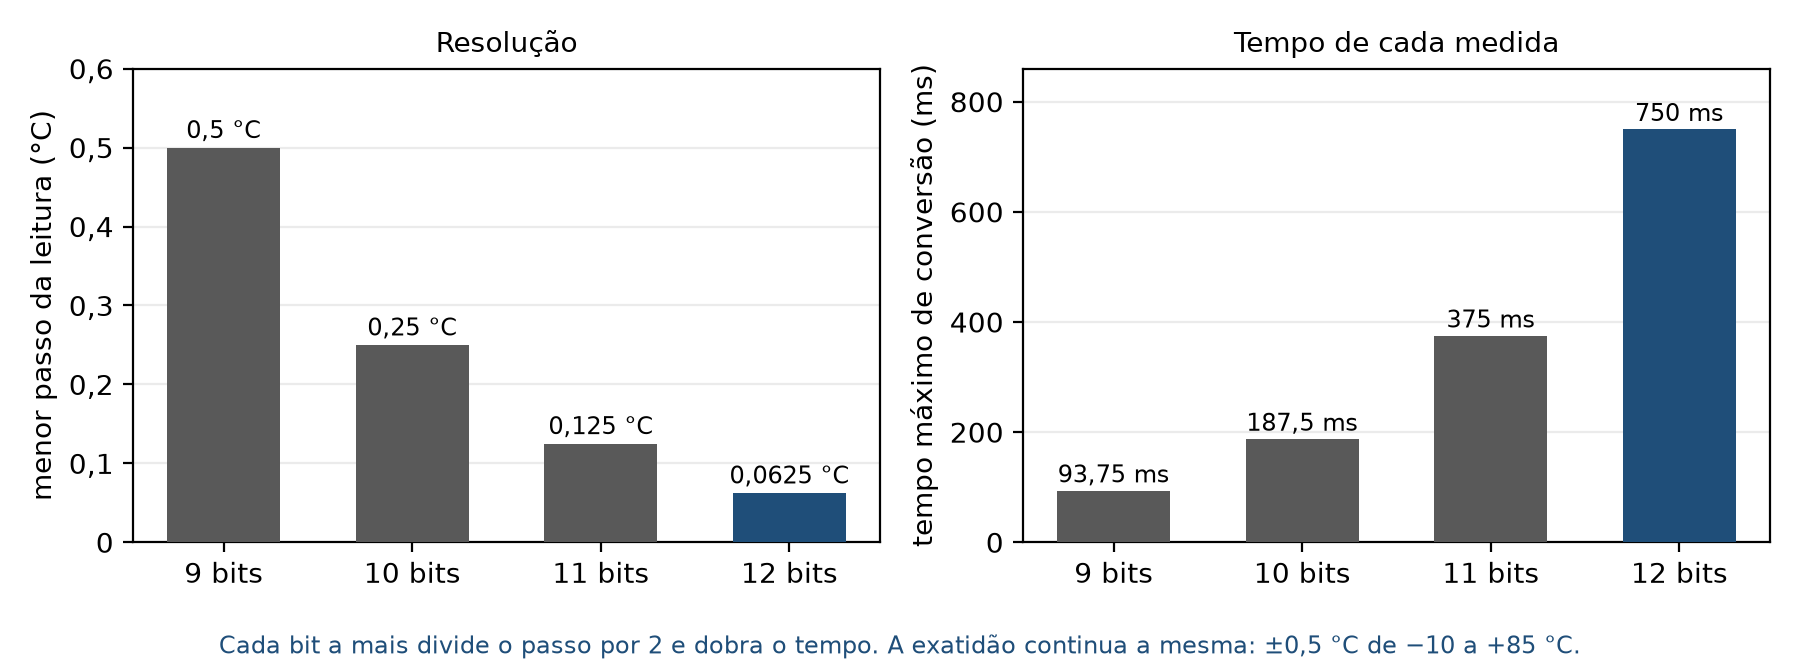 Resolução
menor passo da leitura (°C)
0,6
0,5
0,4
0,3
0,2
0,1
0
0,5 °C
0,25 °C
0,125 °C
0,0625 °C
9 bits
10 bits
11 bits
12 bits
Tempo de cada medida
tempo máximo de conversão (ms)
800
600
400
200
0
93,75 ms
187,5 ms
375 ms
750 ms
9 bits
10 bits
11 bits
12 bits
Cada bit a mais divide o passo por 2 e dobra o tempo. A exatidão continua a mesma: ±0,5 °C de −10 a +85 °C.